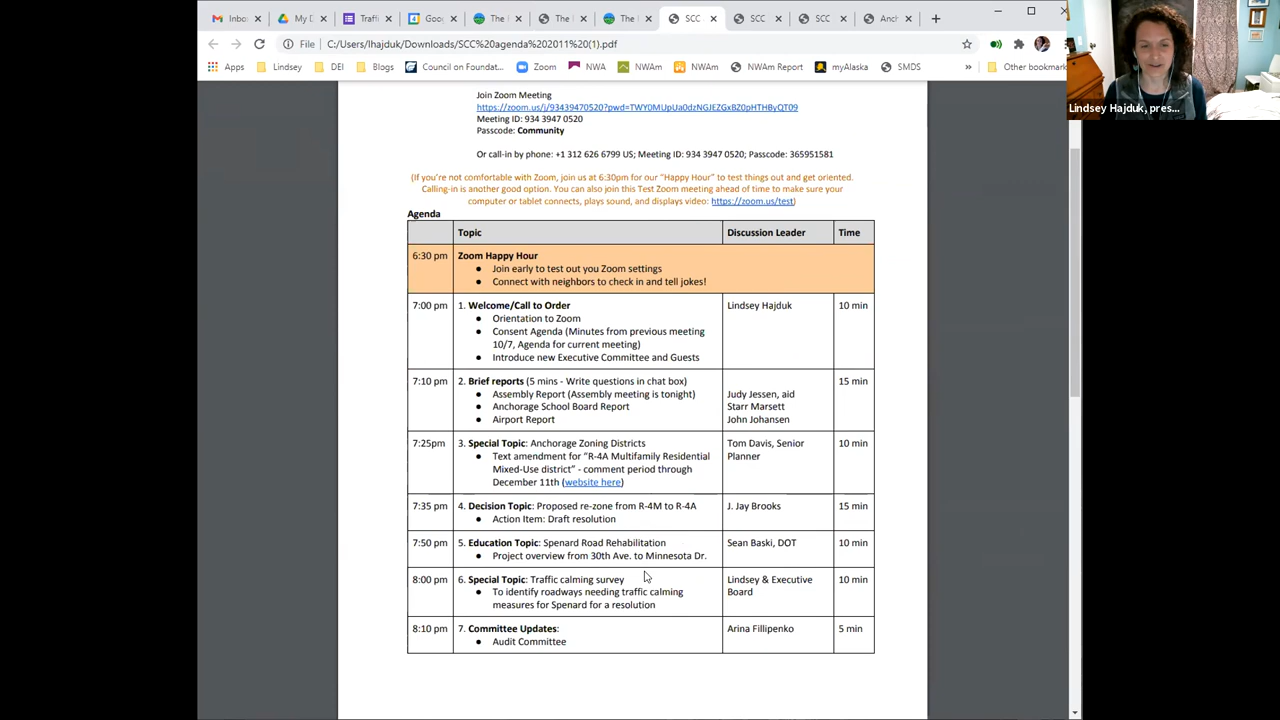 Inbo
My D
Traffi
Goog
The I
The I
The I
SCC
SCC
SCC
Anch
File
C:/Users/lhajduk/Downloads/SCC%20agenda%202011%20(1).pdf
Apps
Lindsey
DEI
Blogs
Council on Foundat...
Zoom
NWA
NWAm
NWAm
NWAm Report
myAlaska
SMDS
»
Other bookmark
Lindsey Hajduk, pres...
Join Zoom Meeting
https://zoom.us/j/93439470520?pwd=TWY0MUpUa0dzNGJEZGxBZ0pHTHByQT09
Meeting ID: 934 3947 0520
Passcode: Community
Or call-in by phone: +1 312 626 6799 US; Meeting ID: 934 3947 0520; Passcode: 365951581
(If you're not comfortable with Zoom, join us at 6:30pm for our "Happy Hour" to test things out and get oriented.
Calling-in is another good option. You can also join this Test Zoom meeting ahead of time to make sure your
computer or tablet connects, plays sound, and displays video: https://zoom.us/test)
Agenda
Topic
Discussion Leader
Time
6:30 pm
Zoom Happy Hour
● Join early to test out you Zoom settings
● Connect with neighbors to check in and tell jokes!
7:00 pm
1. Welcome/Call to Order
Lindsey Hajduk
10 min
● Orientation to Zoom
● Consent Agenda (Minutes from previous meeting
10/7, Agenda for current meeting)
● Introduce new Executive Committee and Guests
7:10 pm
2. Brief reports (5 mins - Write questions in chat box)
15 min
● Assembly Report (Assembly meeting is tonight)
Judy Jessen, aid
● Anchorage School Board Report
Starr Marsett
● Airport Report
John Johansen
7:25pm
3. Special Topic: Anchorage Zoning Districts
Tom Davis, Senior
10 min
● Text amendment for "R-4A Multifamily Residential
Planner
Mixed-Use district" - comment period through
December 11th (website here)
7:35 pm
4. Decision Topic: Proposed re-zone from R-4M to R-4A
J. Jay Brooks
15 min
● Action Item: Draft resolution
7:50 pm
5. Education Topic: Spenard Road Rehabilitation
Sean Baski, DOT
10 min
● Project overview from 30th Ave. to Minnesota Dr.
8:00 pm
6. Special Topic: Traffic calming survey
Lindsey & Executive
10 min
● To identify roadways needing traffic calming
Board
measures for Spenard for a resolution
8:10 pm
7. Committee Updates:
Arina Fillipenko
5 min
● Audit Committee